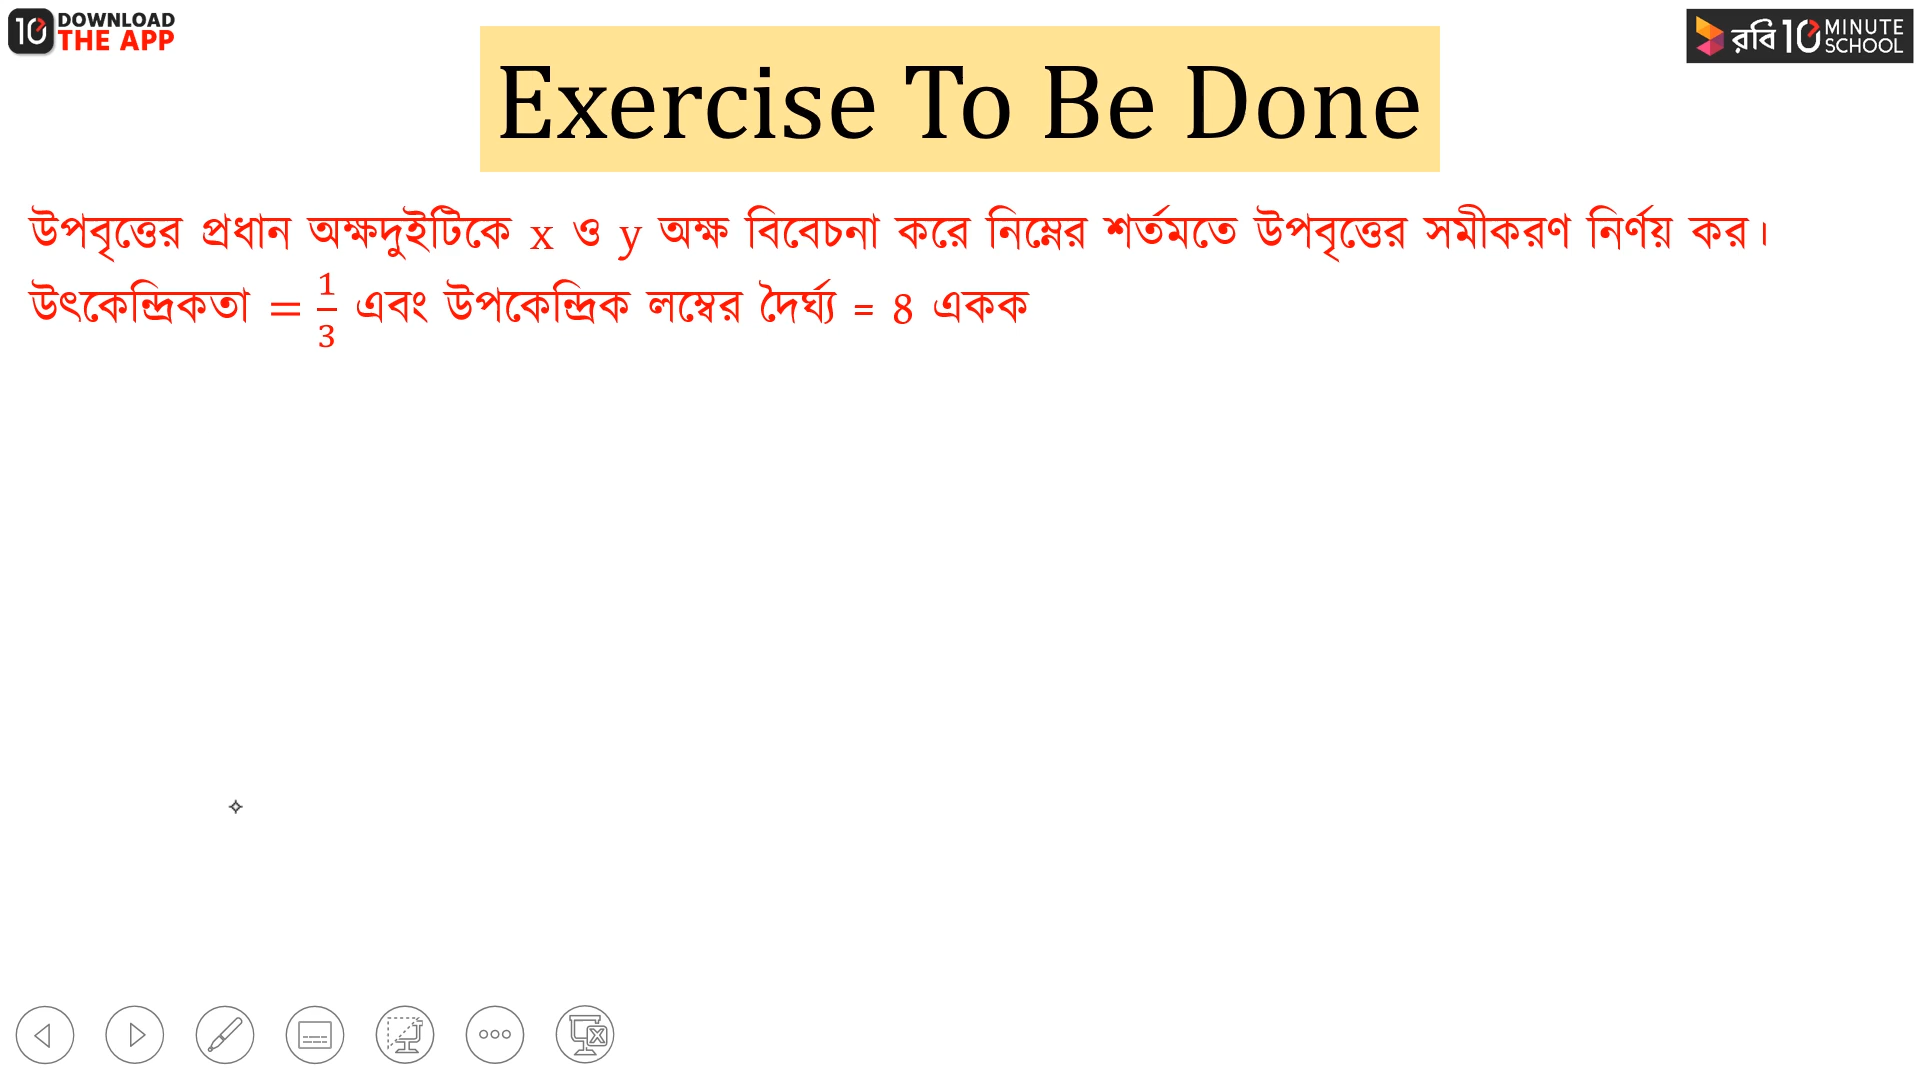 10 DOWNLOAD THE APP
রবি 10 MINUTE SCHOOL
Exercise To Be Done
উপবৃত্তের প্রধান অক্ষদুইটিকে x ও y অক্ষ বিবেচনা করে নিম্নের শর্তমতে উপবৃত্তের সমীকরণ নির্ণয় কর।
উৎকেন্দ্রিকতা = 1/3 এবং উপকেন্দ্রিক লম্বের দৈর্ঘ্য = 8 একক